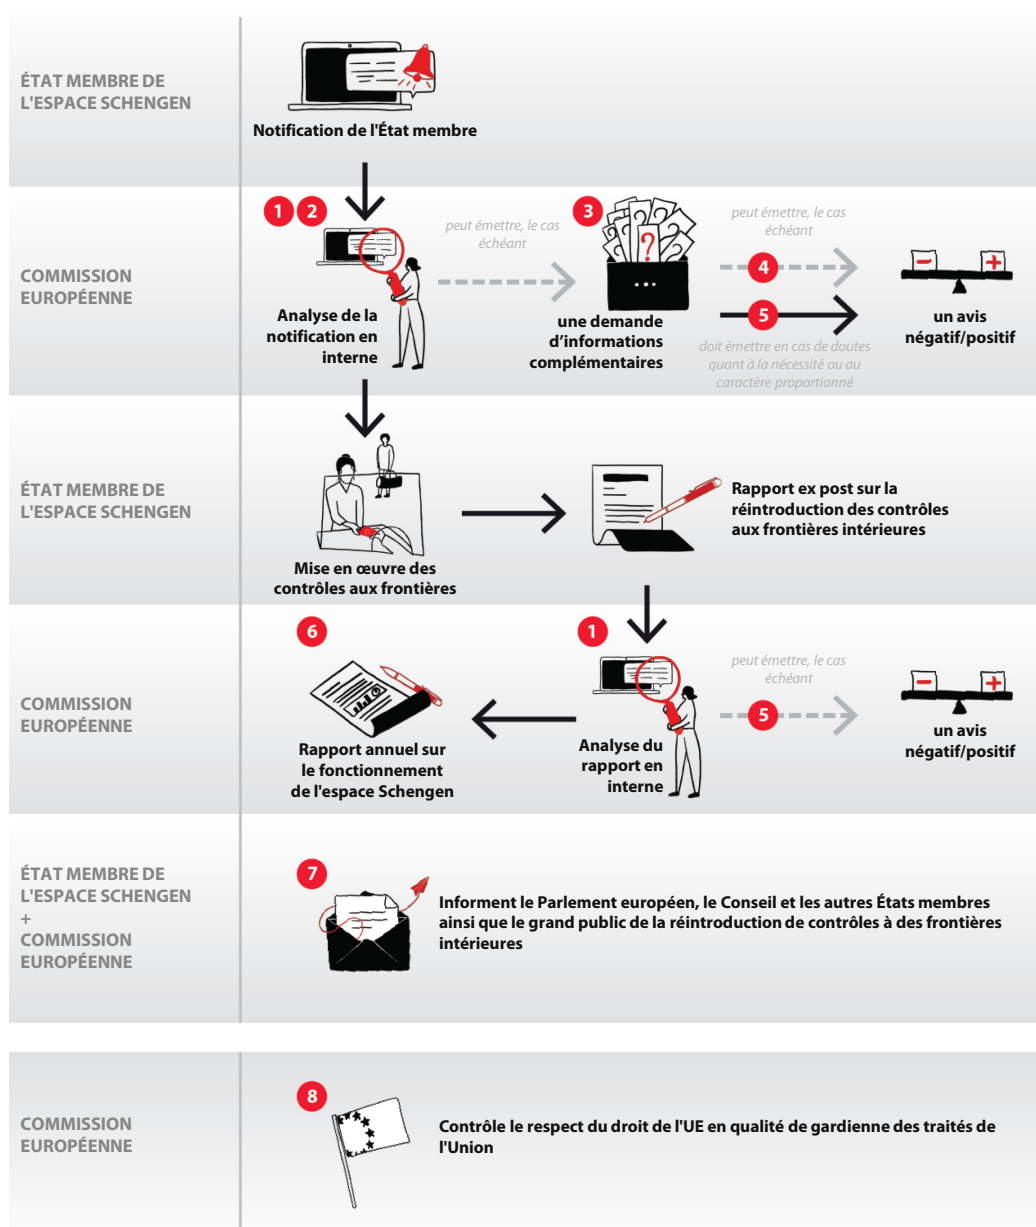 ÉTAT MEMBRE DE
L'ESPACE SCHENGEN
Notification de l'État membre
COMMISSION
EUROPÉENNE
1 2
Analyse de la
notification en
interne
peut émettre, le cas
échéant
3
?
...
une demande
d'informations
complémentaires
peut émettre, le cas
échéant
4
5
doit émettre en cas de doutes
quant à la nécessité ou au
caractère proportionné
- +
un avis
négatif/positif
ÉTAT MEMBRE DE
L'ESPACE SCHENGEN
Mise en œuvre des
contrôles aux frontières
Rapport ex post sur la
réintroduction des contrôles
aux frontières intérieures
COMMISSION
EUROPÉENNE
6
Rapport annuel sur
le fonctionnement
de l'espace Schengen
1
Analyse du
rapport en
interne
peut émettre, le cas
échéant
5
- +
un avis
négatif/positif
ÉTAT MEMBRE DE
L'ESPACE SCHENGEN
+
COMMISSION
EUROPÉENNE
7
Informent le Parlement européen, le Conseil et les autres États membres
ainsi que le grand public de la réintroduction de contrôles à des frontières
intérieures
COMMISSION
EUROPÉENNE
8
Contrôle le respect du droit de l'UE en qualité de gardienne des traités de
l'Union